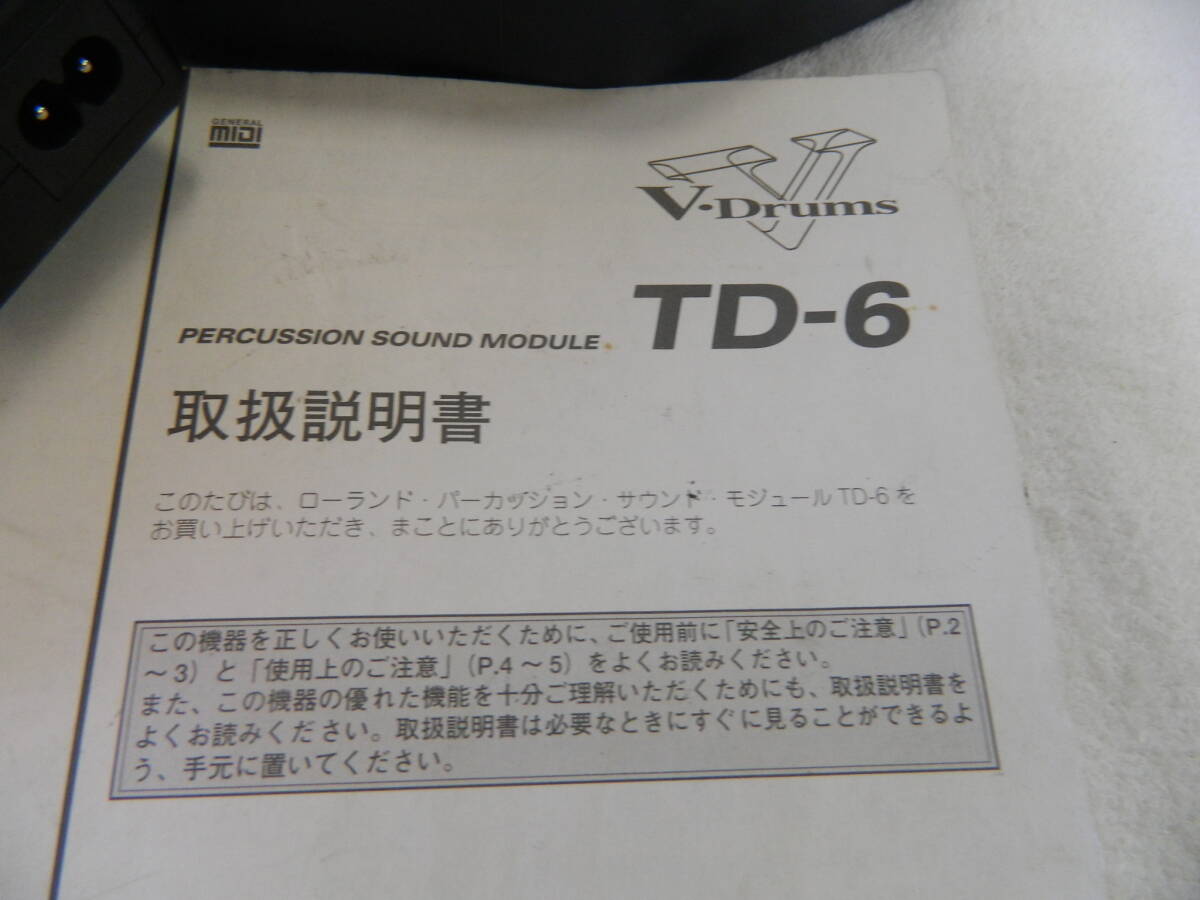 GENERAL
MIDI
V-Drums
PERCUSSION SOUND MODULE TD-6
取扱説明書
このたびは、ローランド・パーカッション・サウンド・モジュールTD-6を
お買い上げいただき、まことにありがとうございます。
この機器を正しくお使いいただくために、ご使用前に「安全上のご注意」(P.2
～3)と「使用上のご注意」(P.4～5)をよくお読みください。
また、この機器の優れた機能を十分ご理解いただくためにも、取扱説明書を
よくお読みください。取扱説明書は必要なときにすぐに見ることができるよ
う、手元に置いてください。